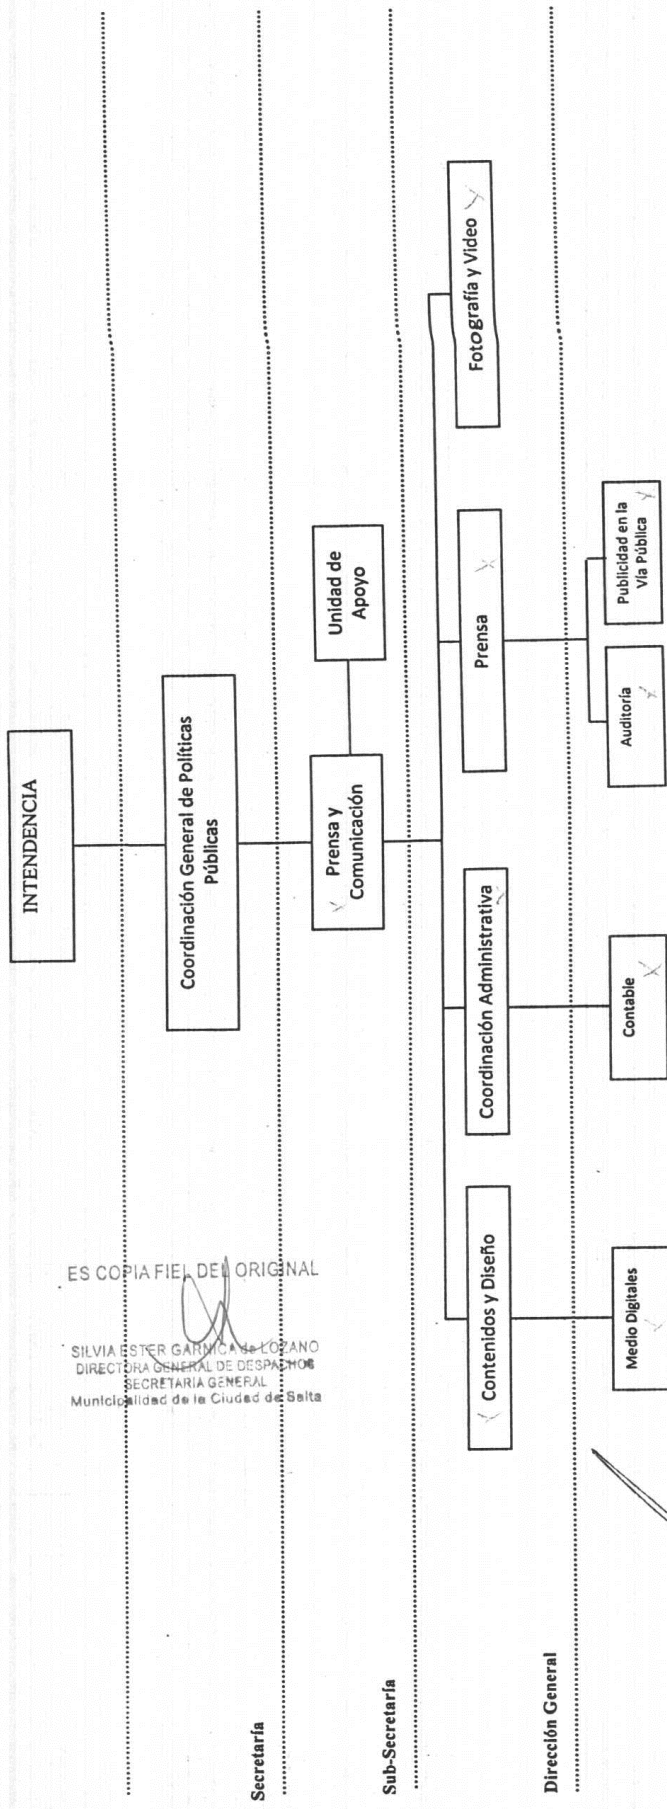 INTENDENCIA
Coordinación General de Políticas
Públicas
Secretaría
Prensa y
Comunicación
Unidad de
Apoyo
Sub-Secretaría
Contenidos y Diseño
Coordinación Administrativa
Prensa
Fotografía y Video
Dirección General
Medio Digitales
Contable
Auditoría
Publicidad en la
Vía Pública
ES COPIA FIEL DEL ORIGINAL
SILVIA ESTER GARNICA de LOZANO
DIRECTORA GENERAL DE DESPACHOS
SECRETARIA GENERAL
Municipalidad de la Ciudad de Salta